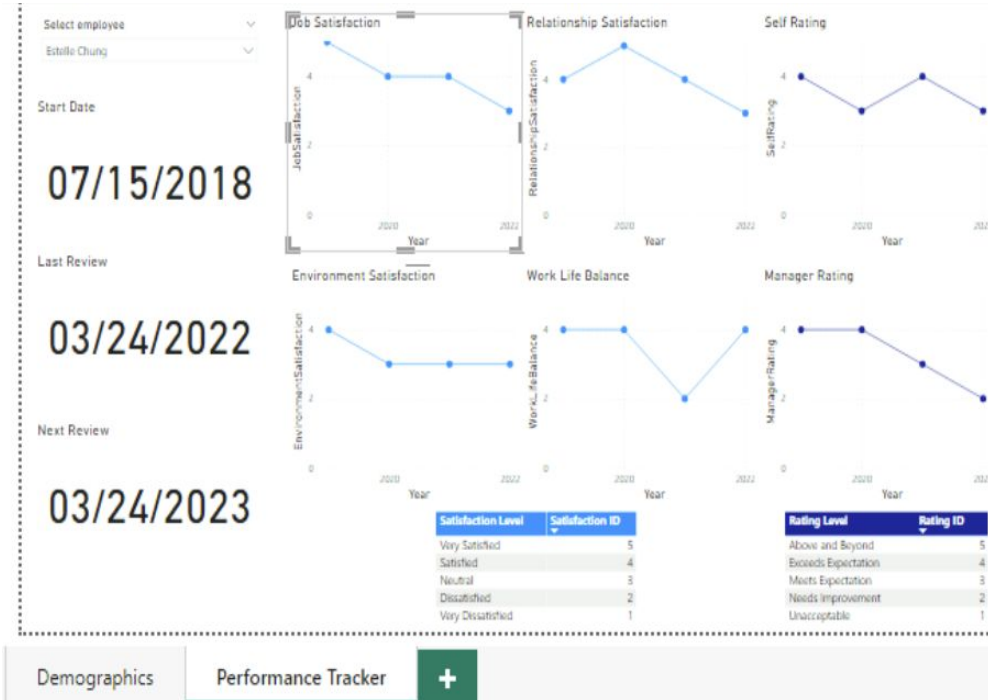 Select employee
Estelle Chung
Start Date
07/15/2018
Last Review
03/24/2022
Next Review
03/24/2023
Job Satisfaction
JobSatisfaction
4
2
0
2020
2022
Year
Relationship Satisfaction
RelationshipSatisfaction
4
2
0
2020
2022
Year
Self Rating
SelfRating
4
2
0
2020
Year
Environment Satisfaction
EnvironmentSatisfaction
4
2
0
2020
2022
Year
Work Life Balance
WorkLifeBalance
4
2
0
2020
2022
Year
Manager Rating
ManagerRating
4
2
0
2020
Year
Satisfaction Level Satisfaction ID
Very Satisfied 5
Satisfied 4
Neutral 3
Dissatisfied 2
Very Dissatisfied 1
Rating Level Rating ID
Above and Beyond 5
Exceeds Expectation 4
Meets Expectation 3
Needs Improvement 2
Unacceptable 1
Demographics
Performance Tracker
+